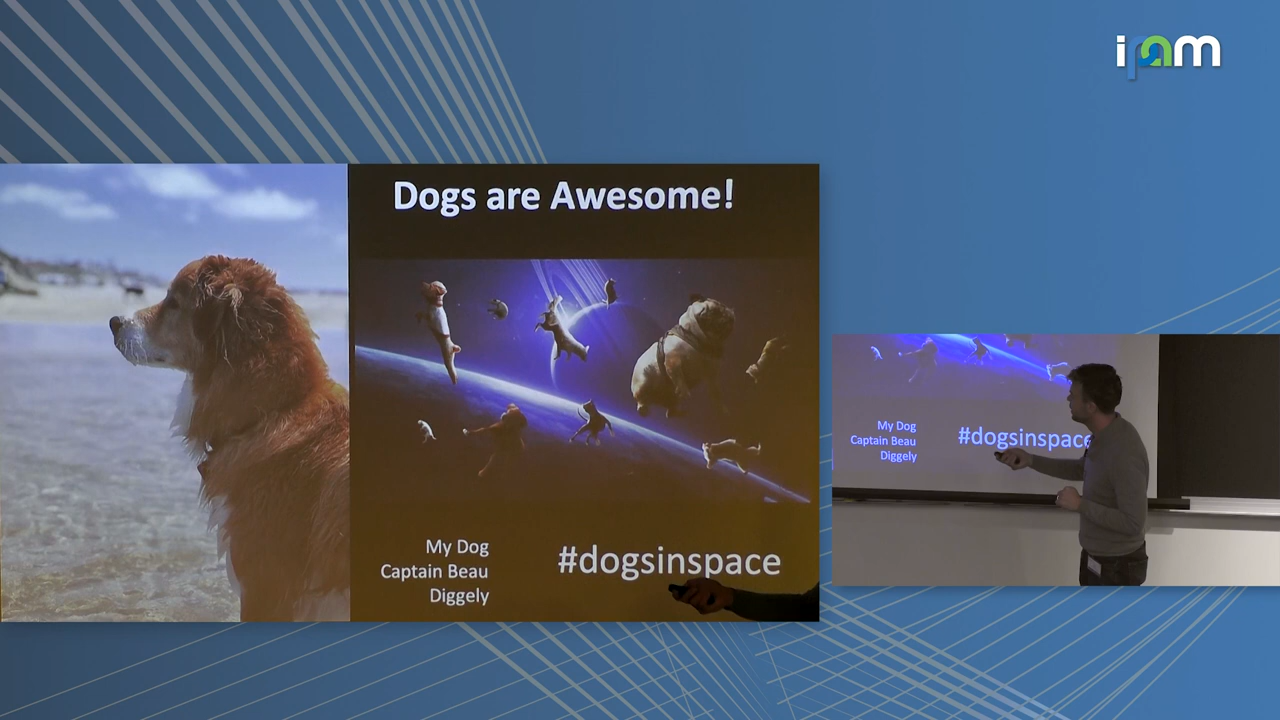 ipam
Dogs are Awesome!
My Dog
Captain Beau
Diggely
#dogsinspace
My Dog
Captain Beau
Diggely
#dogsinspace